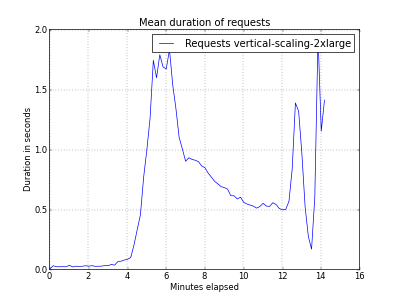 Mean duration of requests
Requests vertical-scaling-2xlarge
Duration in seconds
2.0
1.5
1.0
0.5
0.0
0 2 4 6 8 10 12 14 16
Minutes elapsed